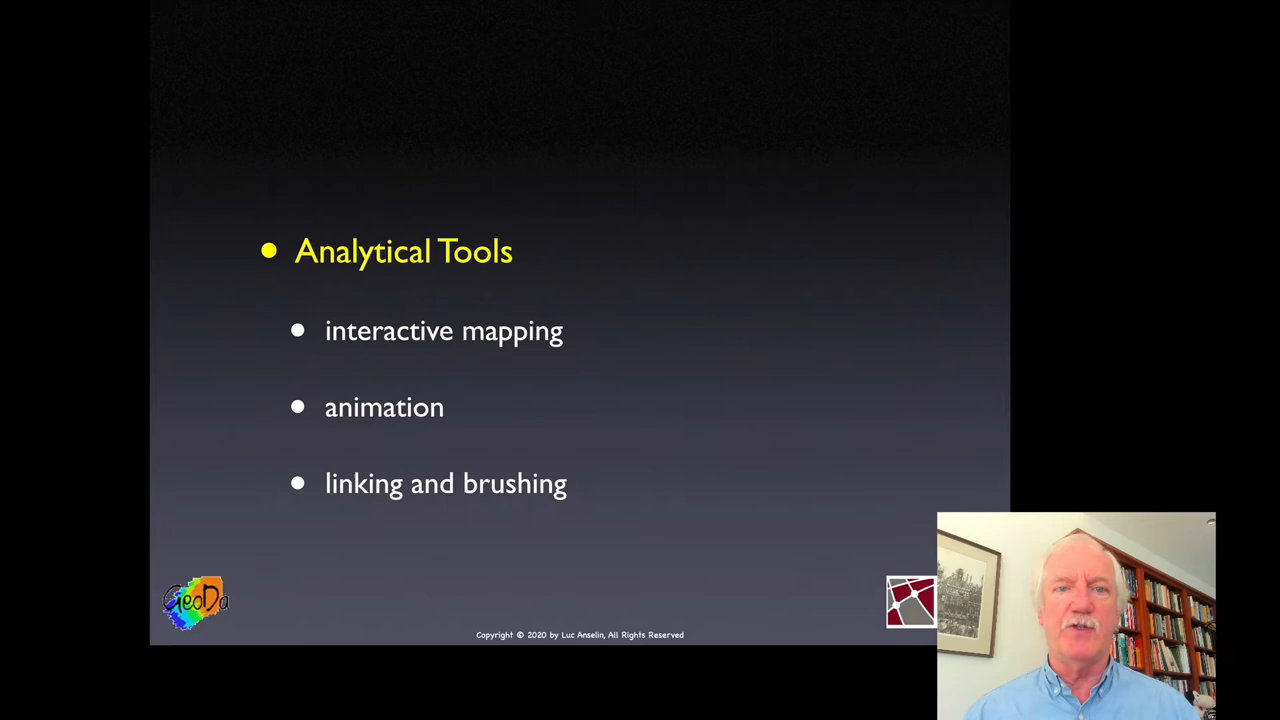 Analytical Tools
interactive mapping
animation
linking and brushing
GeoDa
Copyright © 2020 by Luc Anselin, All Rights Reserved